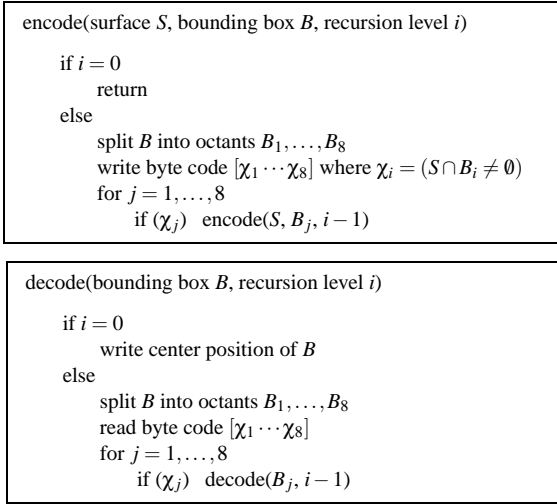 encode(surface S, bounding box B, recursion level i)
if i = 0
return
else
split B into octants B₁,…,B₈
write byte code [χ₁ ⋯ χ₈] where χᵢ = (S ∩ Bᵢ ≠ ∅)
for j = 1,…,8
if (χⱼ) encode(S, Bⱼ, i − 1)
decode(bounding box B, recursion level i)
if i = 0
write center position of B
else
split B into octants B₁,…,B₈
read byte code [χ₁ ⋯ χ₈]
for j = 1,…,8
if (χⱼ) decode(Bⱼ, i − 1)